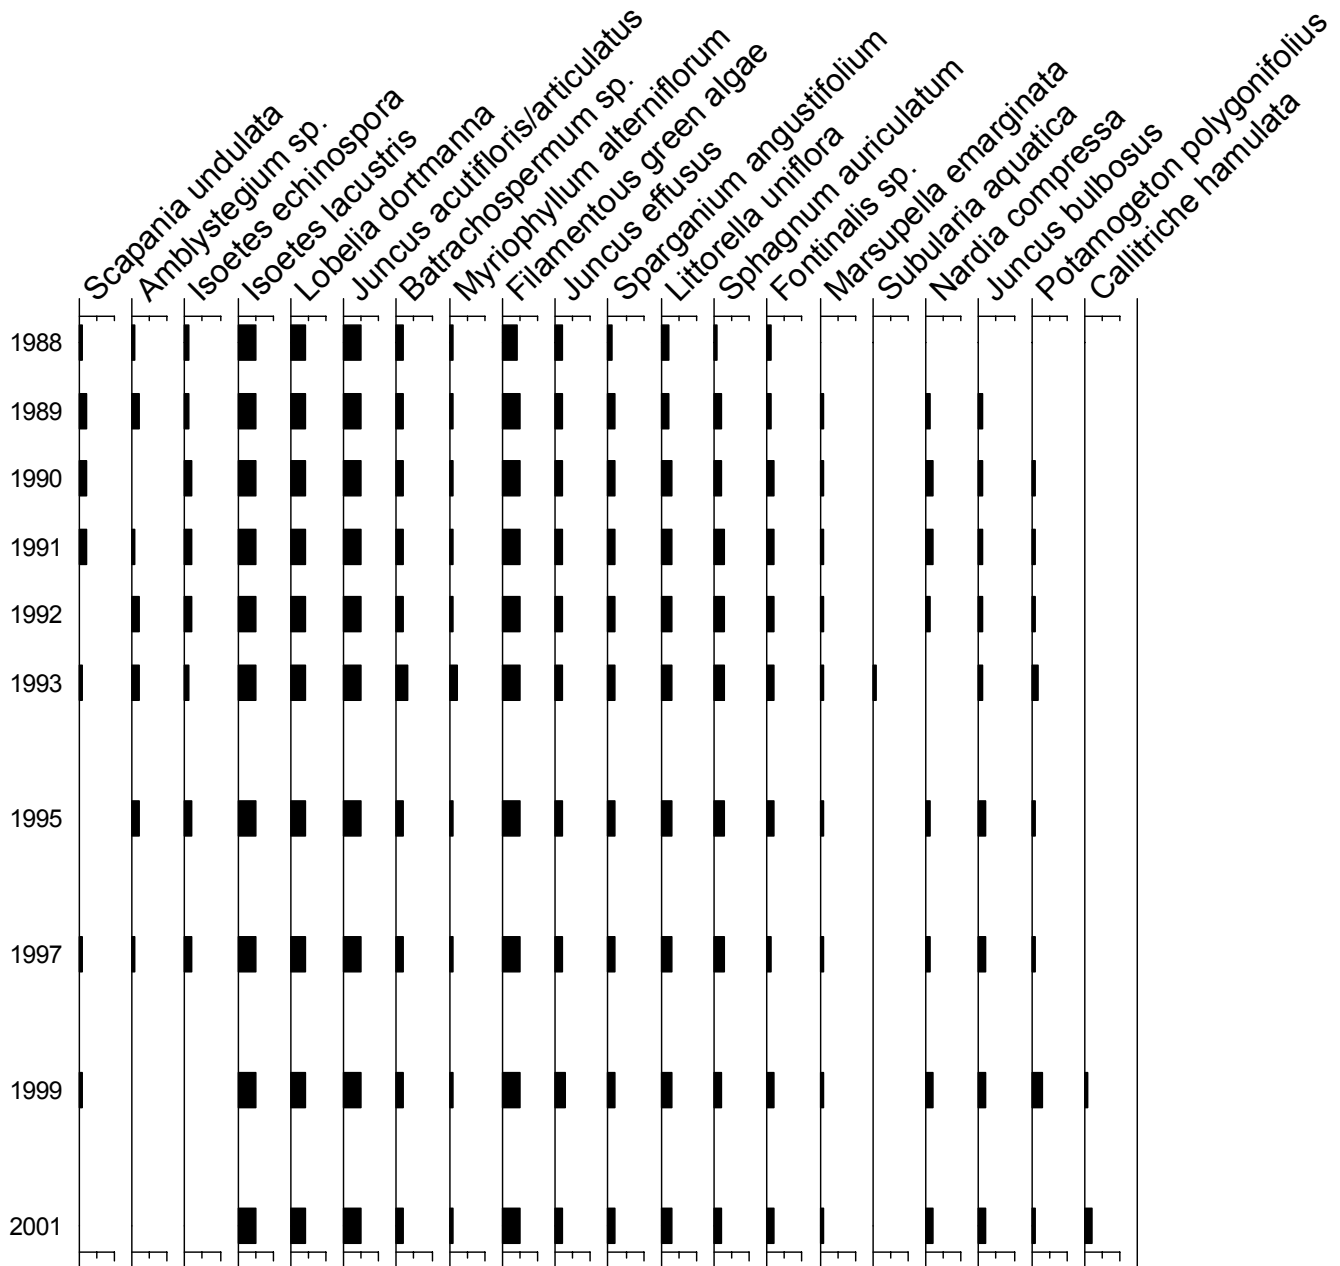 Scapania undulata
Amblystegium sp.
Isoetes echinospora
Isoetes lacustris
Lobelia dortmanna
Juncus acutifloris/articulatus
Batrachospermum sp.
Myriophyllum alterniflorum
Filamentous green algae
Juncus effusus
Sparganium angustifolium
Littorella uniflora
Sphagnum auriculatum
Fontinalis sp.
Marsupella emarginata
Subularia aquatica
Nardia compressa
Juncus bulbosus
Potamogeton polygonifolius
Callitriche hamulata
1988
1989
1990
1991
1992
1993
1995
1997
1999
2001